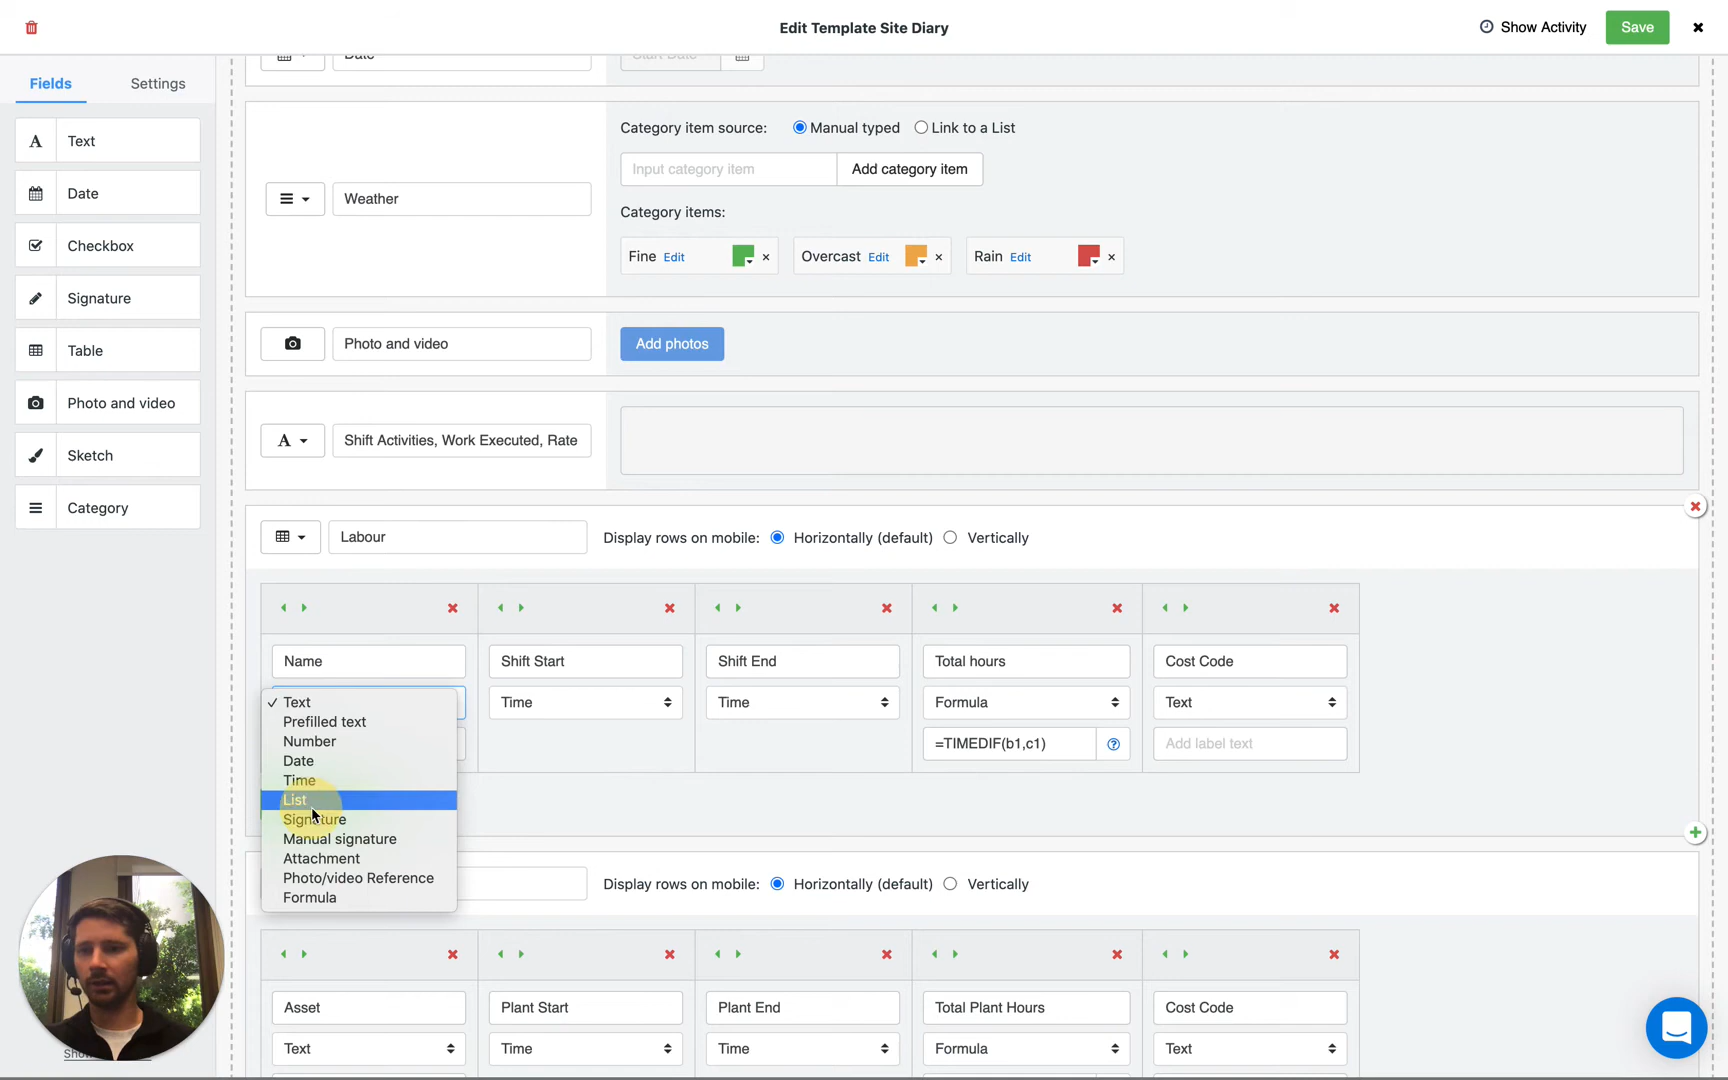 Edit Template Site Diary
Show Activity
Save
Fields
Settings
Text
Date
Checkbox
Signature
Table
Photo and video
Sketch
Category
Date
Start Date
Weather
Category item source:
Manual typed
Link to a List
Input category item
Add category item
Category items:
Fine Edit
Overcast Edit
Rain Edit
Photo and video
Add photos
A
Shift Activities, Work Executed, Rate
Labour
Display rows on mobile:
Horizontally (default)
Vertically
Name
Shift Start
Shift End
Total hours
Cost Code
Time
Time
Formula
Text
=TIMEDIF(b1,c1)
Add label text
Text
Prefilled text
Number
Date
Time
List
Signature
Manual signature
Attachment
Photo/video Reference
Formula
Display rows on mobile:
Horizontally (default)
Vertically
Asset
Plant Start
Plant End
Total Plant Hours
Cost Code
Text
Time
Time
Formula
Text